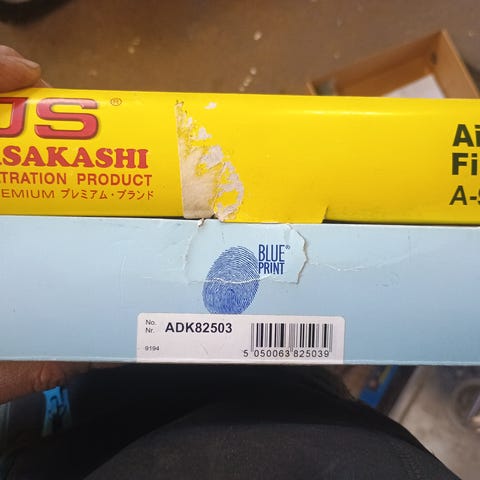 JS®
ASAKASHI
TRATION PRODUCT
EMIUM プレミアム・ブランド
Ai
Fi
A-
BLUE®
PRINT
No.
Nr.
ADK82503
9194
5 050063 825039